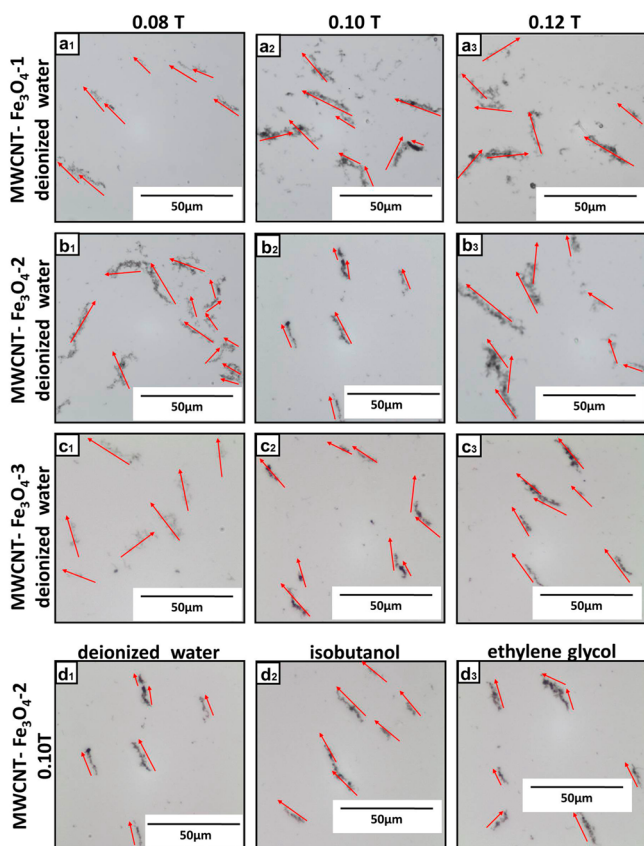 0.08 T 0.10 T 0.12 T
MWCNT- Fe₃O₄-1
deionized water
a₁ a₂ a₃
50µm 50µm 50µm
MWCNT- Fe₃O₄-2
deionized water
b₁ b₂ b₃
50µm 50µm 50µm
MWCNT- Fe₃O₄-3
deionized water
c₁ c₂ c₃
50µm 50µm 50µm
deionized water isobutanol ethylene glycol
MWCNT- Fe₃O₄-2
0.10T
d₁ d₂ d₃
50µm 50µm 50µm